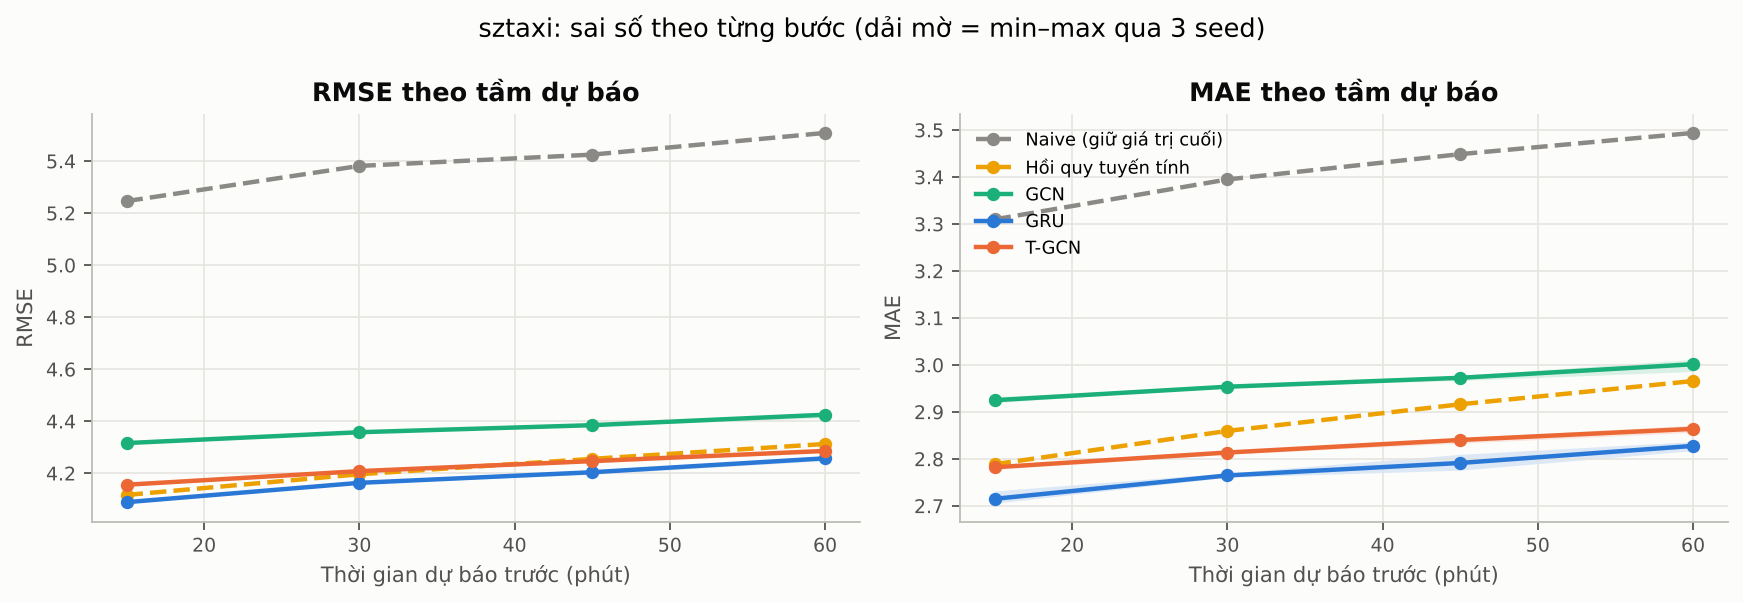 sztaxi: sai số theo từng bước (dải mờ = min–max qua 3 seed)
RMSE theo tầm dự báo
RMSE
5.4
5.2
5.0
4.8
4.6
4.4
4.2
20
30
40
50
60
Thời gian dự báo trước (phút)
MAE theo tầm dự báo
MAE
3.5
3.4
3.3
3.2
3.1
3.0
2.9
2.8
2.7
Naive (giữ giá trị cuối)
Hồi quy tuyến tính
GCN
GRU
T-GCN
20
30
40
50
60
Thời gian dự báo trước (phút)